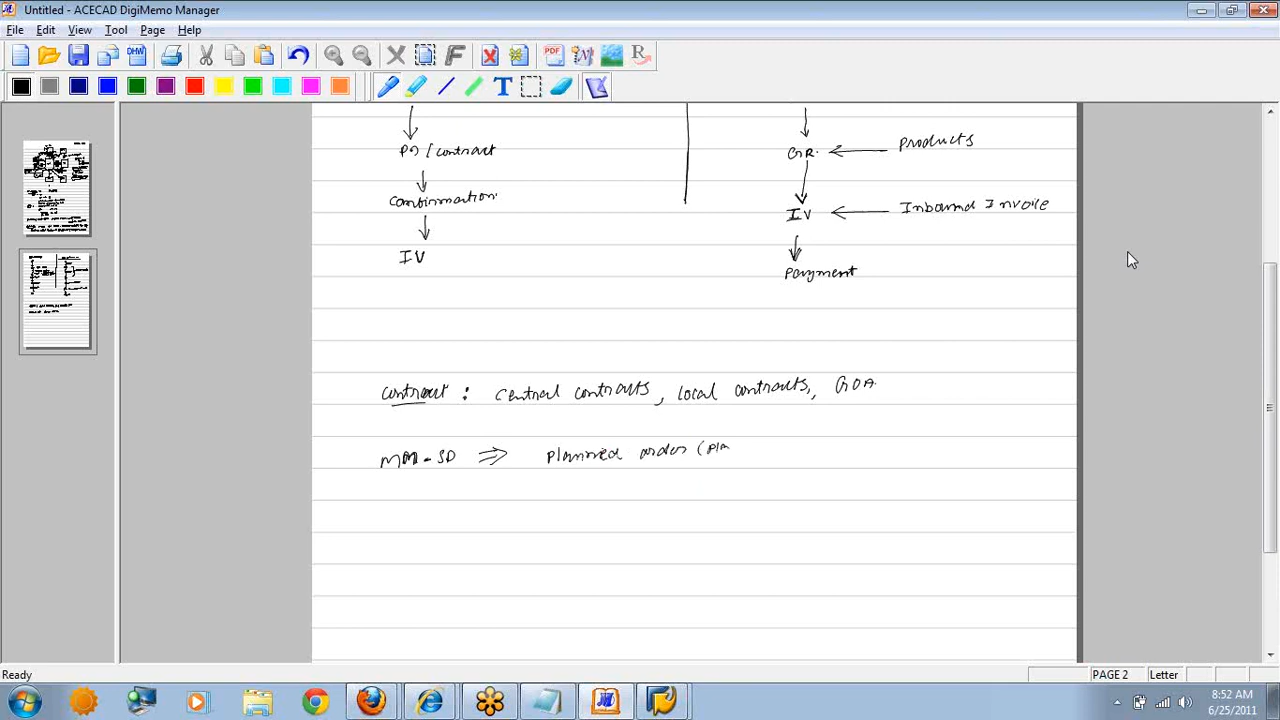 Untitled - ACECAD DigiMemo Manager
File Edit View Tool Page Help
PO / contract
Confirmation
IV
GR.
Products
IV
Inbound Invoice
Payment
contract : central contracts, local contracts, GOA
MM - SD ⇒ planned order (pla
Ready
PAGE 2 Letter
8:52 AM
6/25/2011